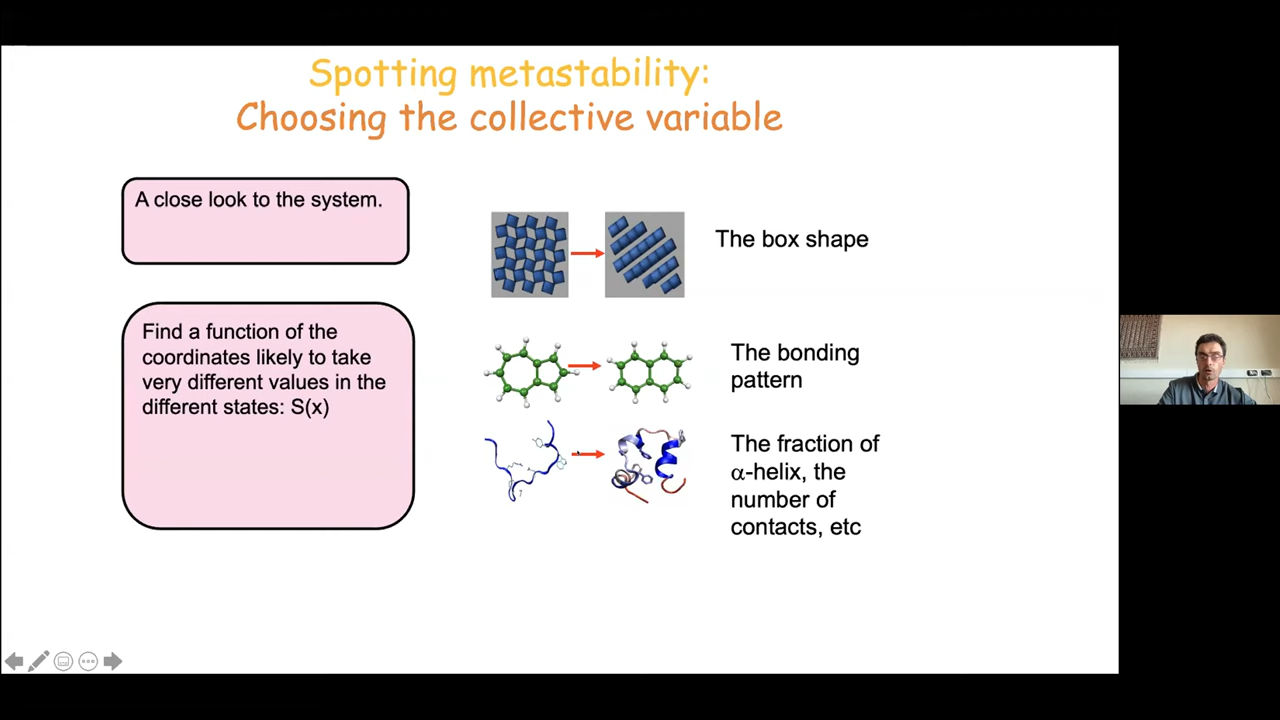 Spotting metastability:
Choosing the collective variable
A close look to the system.
Find a function of the
coordinates likely to take
very different values in the
different states: S(x)
The box shape
The bonding
pattern
The fraction of
α-helix, the
number of
contacts, etc